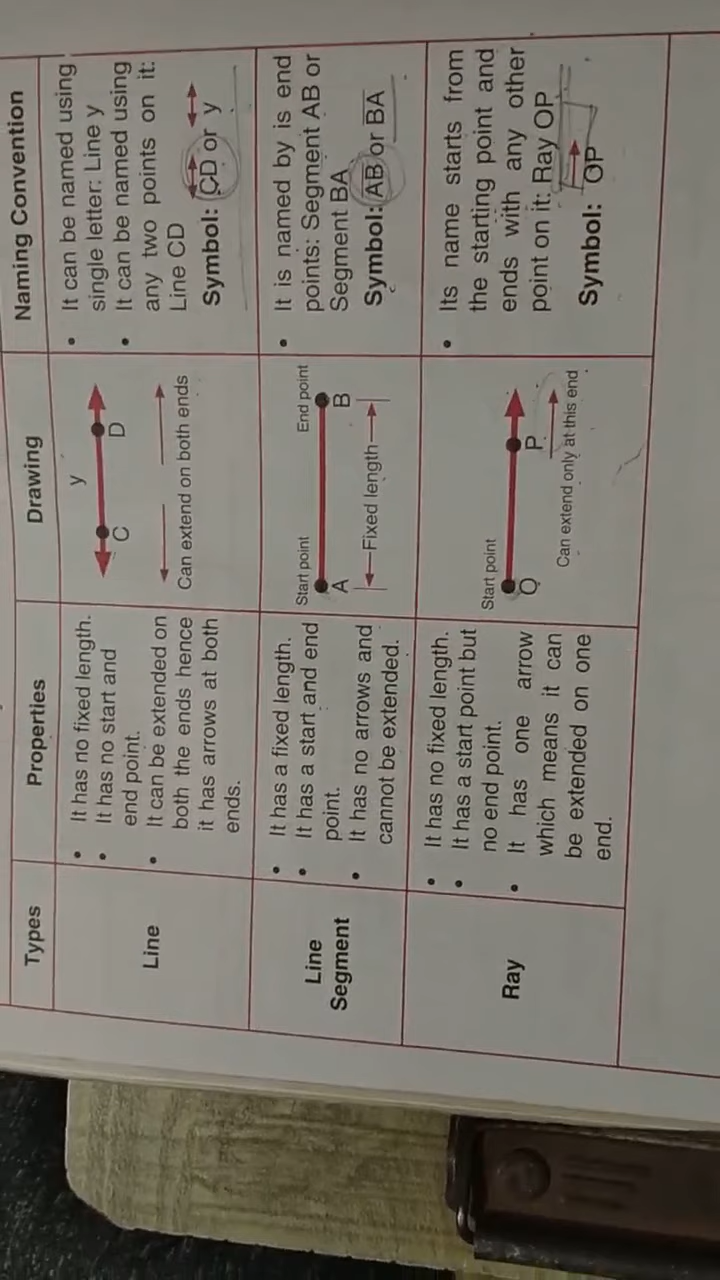 Types
Properties
Drawing
Naming Convention
Line
• It has no fixed length.
• It has no start and
end point.
• It can be extended on
both the ends hence
it has arrows at both
ends.
y
C
D
Can extend on both ends
• It can be named using
single letter: Line y
• It can be named using
any two points on it:
Line CD
Symbol: CD or y
Line
Segment
• It has a fixed length.
• It has a start and end
point.
• It has no arrows and
cannot be extended.
Start point
End point
A
B
Fixed length
• It is named by is end
points: Segment AB or
Segment BA
Symbol: AB or BA
Ray
• It has no fixed length.
• It has a start point but
no end point.
• It has one arrow
which means it can
be extended on one
end.
Start point
O
P
Can extend only at this end
• Its name starts from
the starting point and
ends with any other
point on it: Ray OP
Symbol: OP